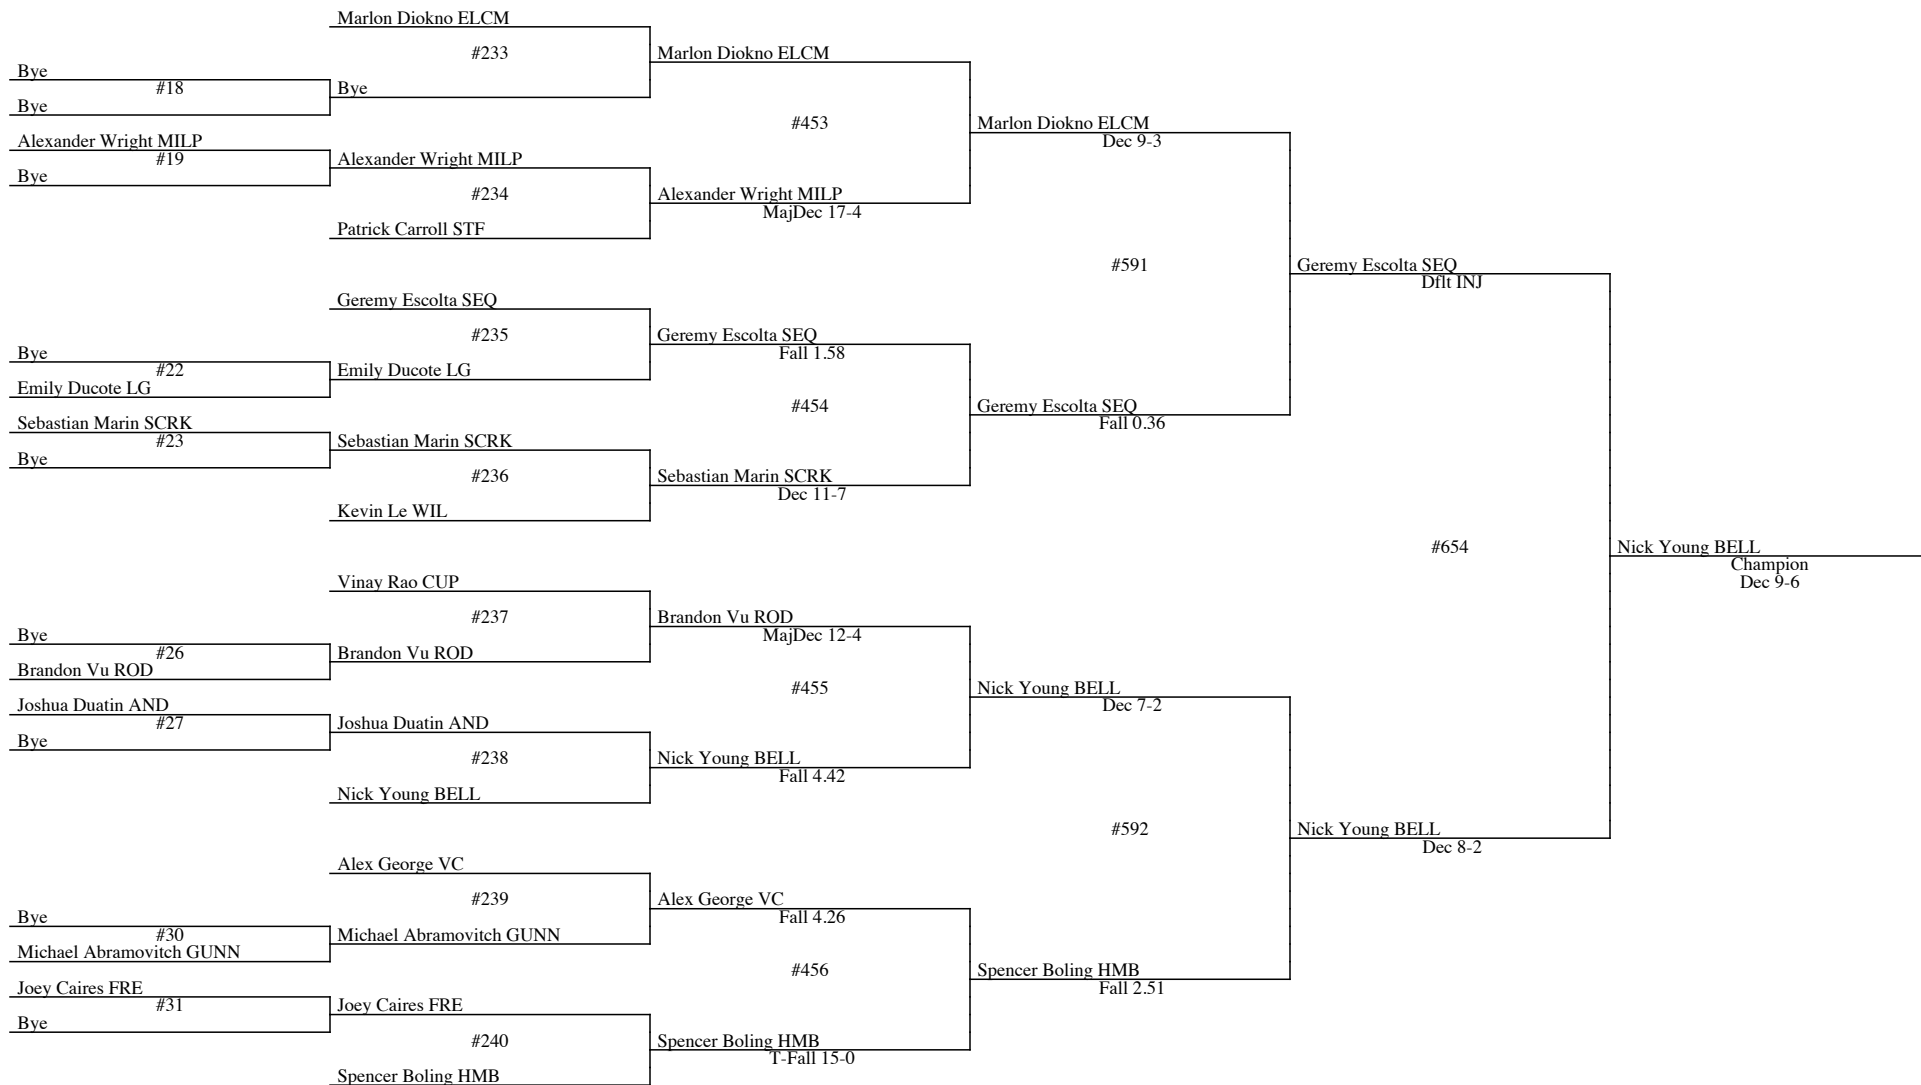 Marlon Diokno ELCM
#233
Marlon Diokno ELCM
Bye
#18
Bye
Bye
#453
Marlon Diokno ELCM
Dec 9-3
Alexander Wright MILP
#19
Bye
Alexander Wright MILP
#234
Alexander Wright MILP
MajDec 17-4
Patrick Carroll STF
#591
Geremy Escolta SEQ
Dflt INJ
Geremy Escolta SEQ
#235
Geremy Escolta SEQ
Fall 1.58
Bye
#22
Emily Ducote LG
Emily Ducote LG
#454
Geremy Escolta SEQ
Fall 0.36
Sebastian Marin SCRK
#23
Bye
Sebastian Marin SCRK
#236
Sebastian Marin SCRK
Dec 11-7
Kevin Le WIL
#654
Nick Young BELL
Champion
Dec 9-6
Vinay Rao CUP
#237
Brandon Vu ROD
MajDec 12-4
Bye
#26
Brandon Vu ROD
Brandon Vu ROD
#455
Nick Young BELL
Dec 7-2
Joshua Duatin AND
#27
Bye
Joshua Duatin AND
#238
Nick Young BELL
Fall 4.42
Nick Young BELL
#592
Nick Young BELL
Dec 8-2
Alex George VC
#239
Alex George VC
Fall 4.26
Bye
#30
Michael Abramovitch GUNN
Michael Abramovitch GUNN
#456
Spencer Boling HMB
Fall 2.51
Joey Caires FRE
#31
Bye
Joey Caires FRE
#240
Spencer Boling HMB
T-Fall 15-0
Spencer Boling HMB